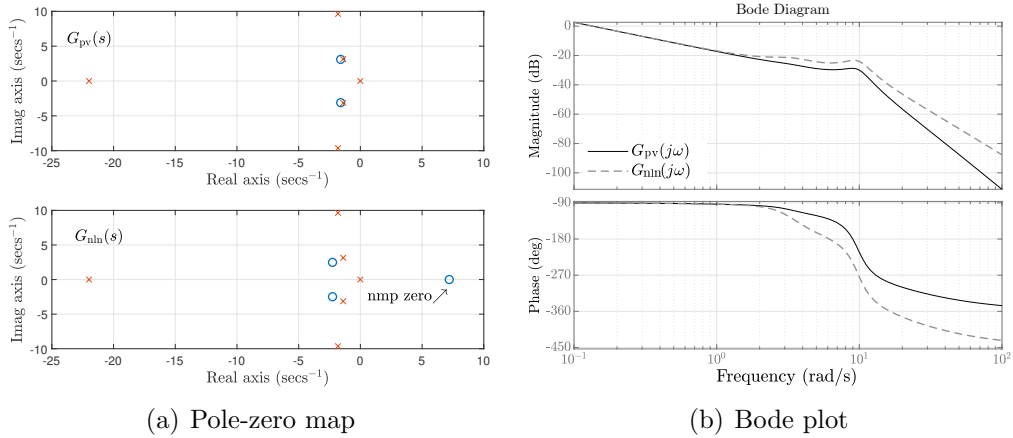 G_pv(s)
Imag axis (secs⁻¹)
10
5
0
-5
-10
-25 -20 -15 -10 -5 0 5 10
Real axis (secs⁻¹)
G_nln(s)
nmp zero
Imag axis (secs⁻¹)
10
5
0
-5
-10
-25 -20 -15 -10 -5 0 5 10
Real axis (secs⁻¹)
(a) Pole-zero map
Bode Diagram
Magnitude (dB)
0
-20
-40
-60
-80
-100
G_pv(jω)
G_nln(jω)
Phase (deg)
-90
-180
-270
-360
-450
10⁻¹ 10⁰ 10¹ 10²
Frequency (rad/s)
(b) Bode plot